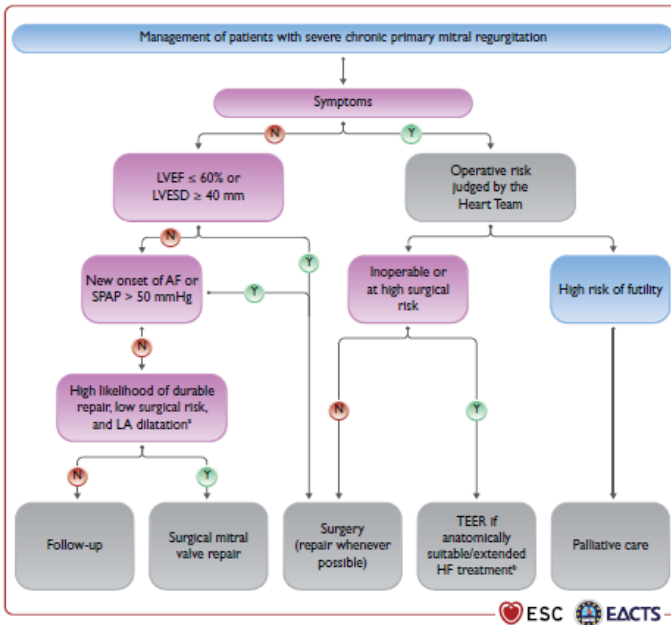 Management of patients with severe chronic primary mitral regurgitation
Symptoms
N
Y
LVEF ≤ 60% or
LVESD ≥ 40 mm
Operative risk
judged by the
Heart Team
N
Y
New onset of AF or
SPAP > 50 mmHg
Y
Inoperable or
at high surgical
risk
High risk of futility
N
High likelihood of durable
repair, low surgical risk,
and LA dilatationᵃ
N
Y
N
Y
Follow-up
Surgical mitral
valve repair
Surgery
(repair whenever
possible)
TEER if
anatomically
suitable/extended
HF treatmentᵇ
Palliative care
ESC
EACTS